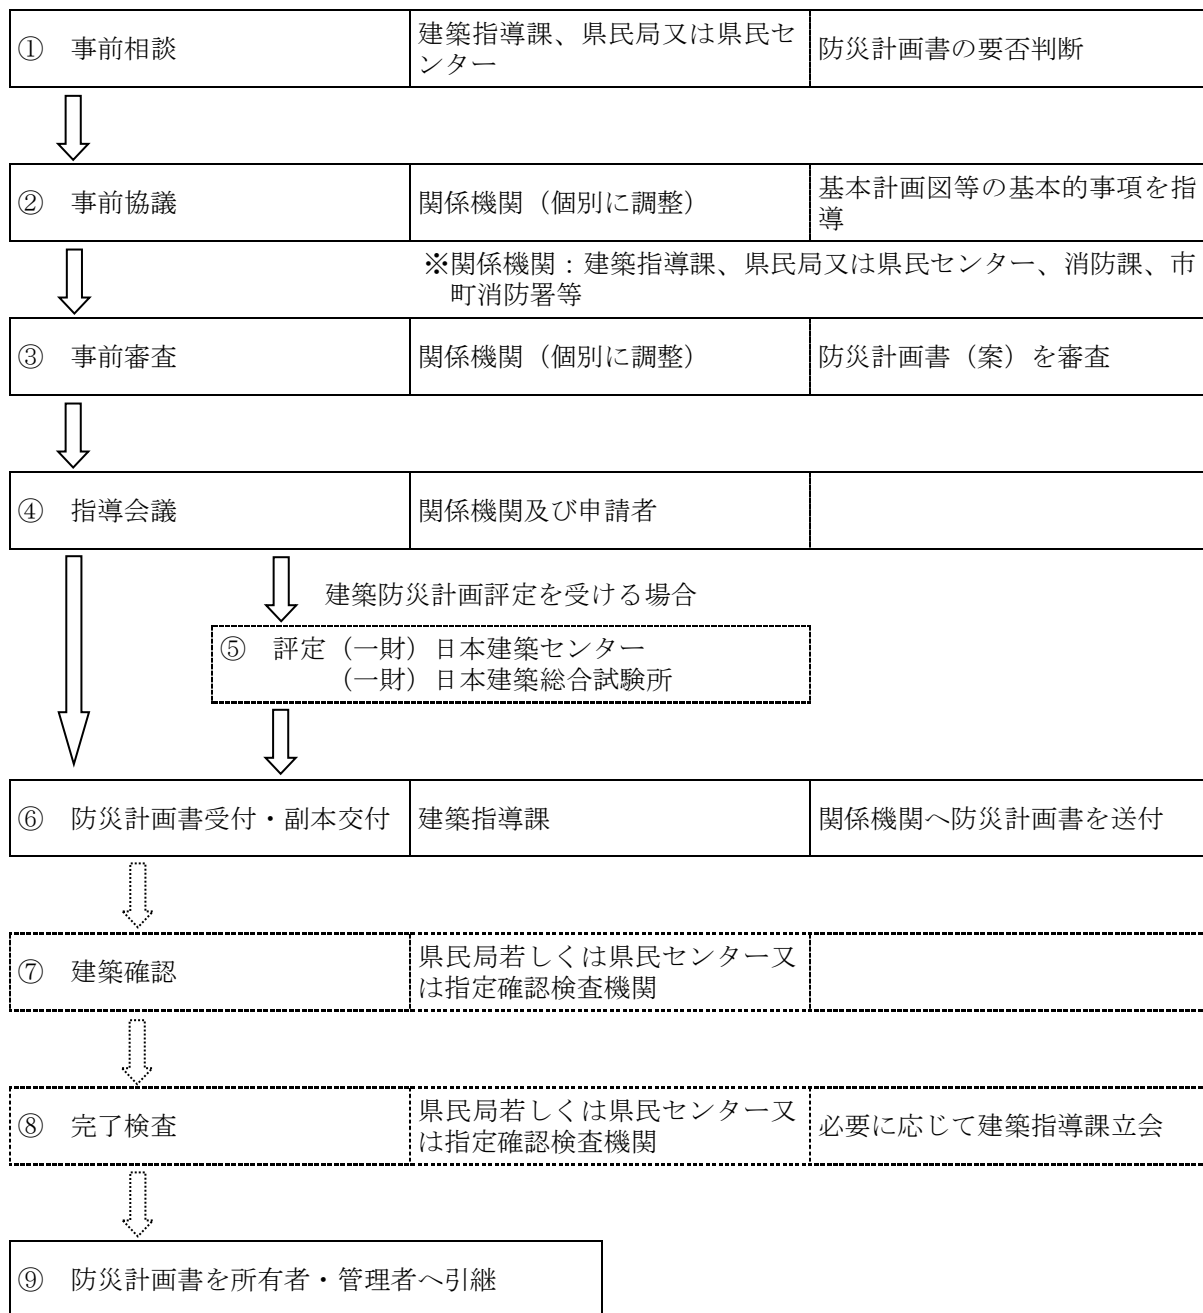 ① 事前相談
建築指導課、県民局又は県民セ
ンター
防災計画書の要否判断
② 事前協議
関係機関（個別に調整）
基本計画図等の基本的事項を指
導
※関係機関：建築指導課、県民局又は県民センター、消防課、市
町消防署等
③ 事前審査
関係機関（個別に調整）
防災計画書（案）を審査
④ 指導会議
関係機関及び申請者
建築防災計画評定を受ける場合
⑤ 評定（一財）日本建築センター
（一財）日本建築総合試験所
⑥ 防災計画書受付・副本交付
建築指導課
関係機関へ防災計画書を送付
⑦ 建築確認
県民局若しくは県民センター又
は指定確認検査機関
⑧ 完了検査
県民局若しくは県民センター又
は指定確認検査機関
必要に応じて建築指導課立会
⑨ 防災計画書を所有者・管理者へ引継